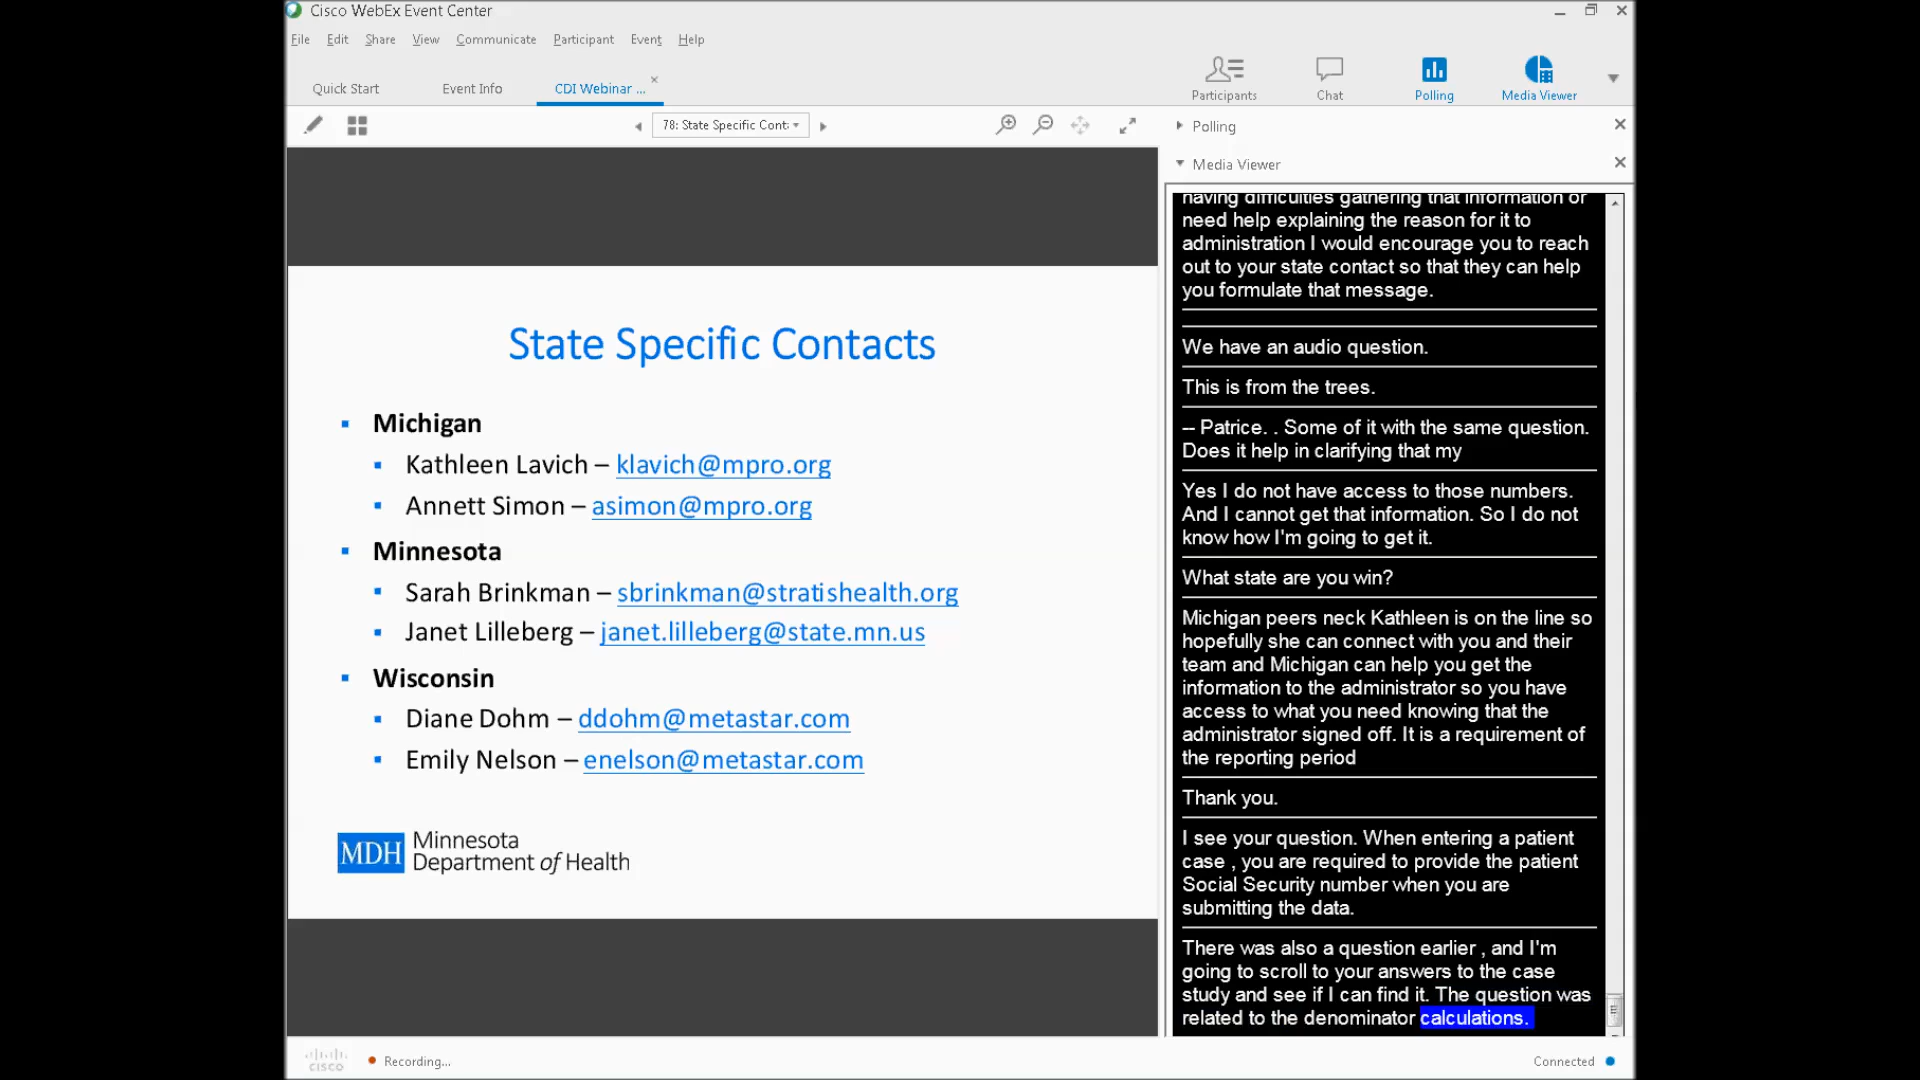 Cisco WebEx Event Center
File Edit Share View Communicate Participant Event Help
Quick Start Event Info CDI Webinar ...
Participants Chat Polling Media Viewer
78: State Specific Cont
State Specific Contacts
Michigan
Kathleen Lavich – klavich@mpro.org
Annett Simon – asimon@mpro.org
Minnesota
Sarah Brinkman – sbrinkman@stratishealth.org
Janet Lilleberg – janet.lilleberg@state.mn.us
Wisconsin
Diane Dohm – ddohm@metastar.com
Emily Nelson – enelson@metastar.com
MDH Minnesota
Department of Health
Polling
Media Viewer
having difficulties gathering that information or
need help explaining the reason for it to
administration I would encourage you to reach
out to your state contact so that they can help
you formulate that message.
We have an audio question.
This is from the trees.
-- Patrice. . Some of it with the same question.
Does it help in clarifying that my
Yes I do not have access to those numbers.
And I cannot get that information. So I do not
know how I'm going to get it.
What state are you win?
Michigan peers neck Kathleen is on the line so
hopefully she can connect with you and their
team and Michigan can help you get the
information to the administrator so you have
access to what you need knowing that the
administrator signed off. It is a requirement of
the reporting period
Thank you.
I see your question. When entering a patient
case , you are required to provide the patient
Social Security number when you are
submitting the data.
There was also a question earlier , and I'm
going to scroll to your answers to the case
study and see if I can find it. The question was
related to the denominator calculations.
cisco
Recording...
Connected